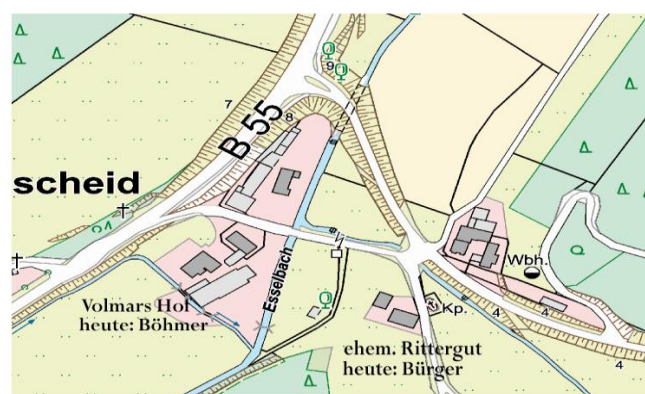 7
9
8
B 55
scheid
Wbh.
Esselbach
Volmars Hof
heute: Böhmer
Kp.
4
4
4
ehem. Rittergut
heute: Bürger